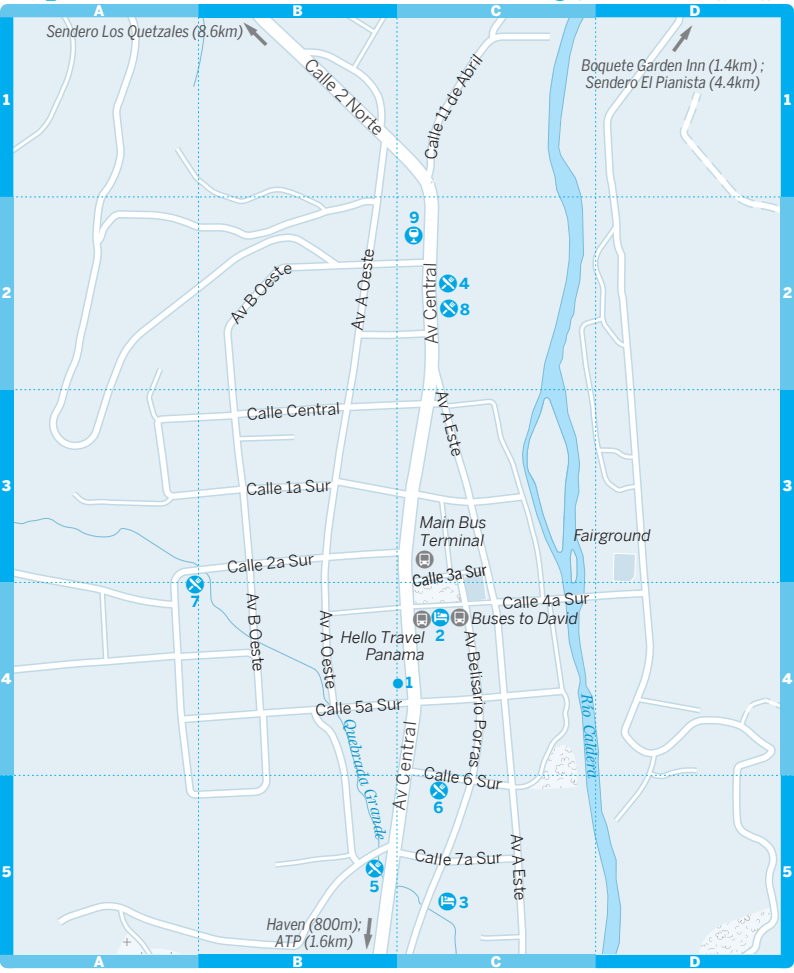 A B C D
Sendero Los Quetzales (8.6km)
Boquete Garden Inn (1.4km) ;
Sendero El Pianista (4.4km)
Calle 2 Norte
Calle 11 de Abril
1 1
9
Av B Oeste
Av A Oeste
Av Central
4
2 2
8
Calle Central
Av A Este
3 3
Calle 1a Sur
Main Bus
Terminal
Fairground
Calle 2a Sur
Calle 3a Sur
7
Calle 4a Sur
Av B Oeste
Av A Oeste
Hello Travel
Panama
2
Buses to David
Av Belisario Porras
4 4
1
Calle 5a Sur
Río Caldera
Quebrada Grande
Av Central
Calle 6 Sur
6
Calle 7a Sur
Av A Este
5 5
5
3
Haven (800m);
ATP (1.6km)
A B C D